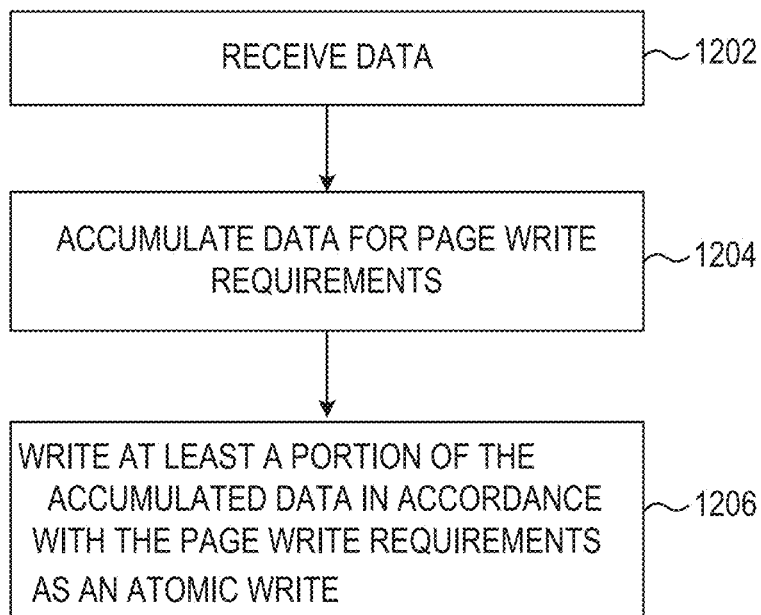 RECEIVE DATA
1202
ACCUMULATE DATA FOR PAGE WRITE
REQUIREMENTS
1204
WRITE AT LEAST A PORTION OF THE
ACCUMULATED DATA IN ACCORDANCE
WITH THE PAGE WRITE REQUIREMENTS
AS AN ATOMIC WRITE
1206